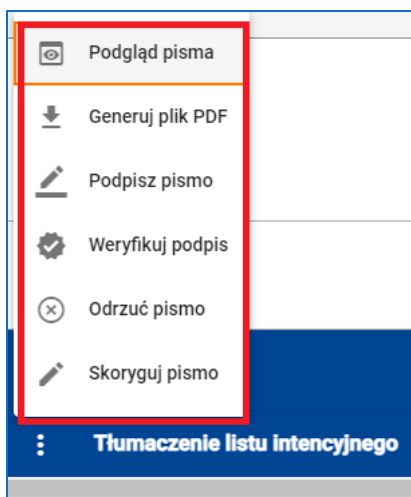 Podgląd pisma
Generuj plik PDF
Podpisz pismo
Weryfikuj podpis
Odrzuć pismo
Skoryguj pismo
Tłumaczenie listu intencyjnego